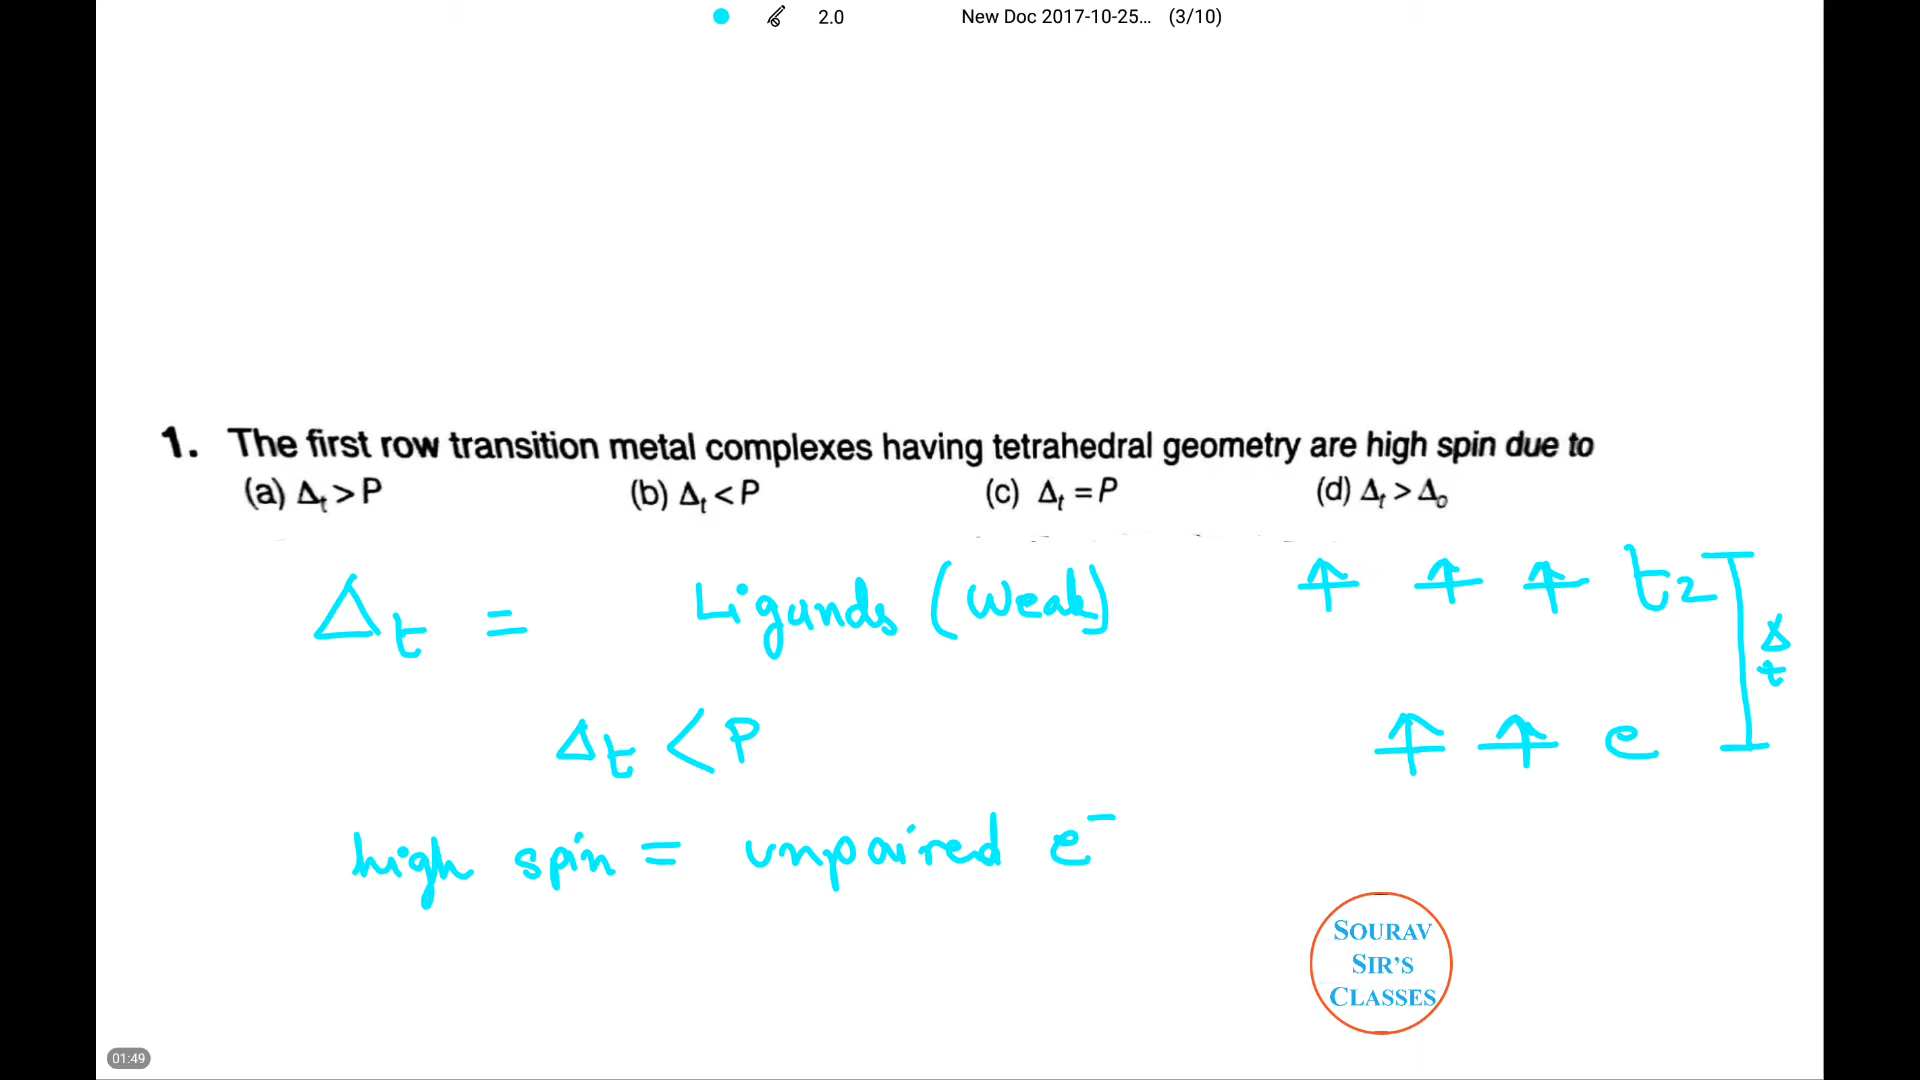 2.0 New Doc 2017-10-25... (3/10)
1. The first row transition metal complexes having tetrahedral geometry are high spin due to
(a) Δt > P (b) Δt < P (c) Δt = P (d) Δt > Δo
Δt = Ligands (Weak) t2
Δt
Δt < P e
high spin = unpaired e⁻
SOURAV
SIR'S
CLASSES
01:49